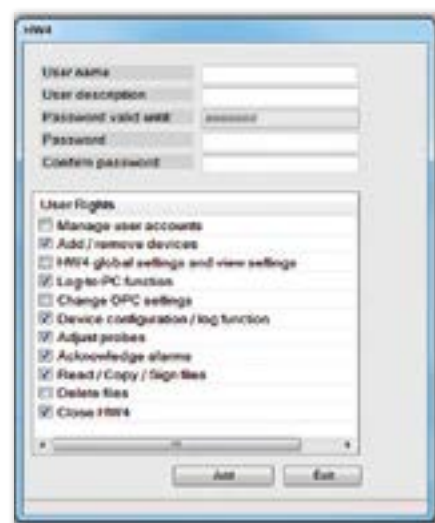 HW4
User name
User description
Password valid until
Password
Confirm password
User Rights
Manage user accounts
Add / remove devices
HW4 global settings and view settings
Log-to-PC function
Change OPC settings
Device configuration / log function
Adjust probes
Acknowledge alarms
Read / Copy / Sign files
Delete files
Close HW4
Add Exit